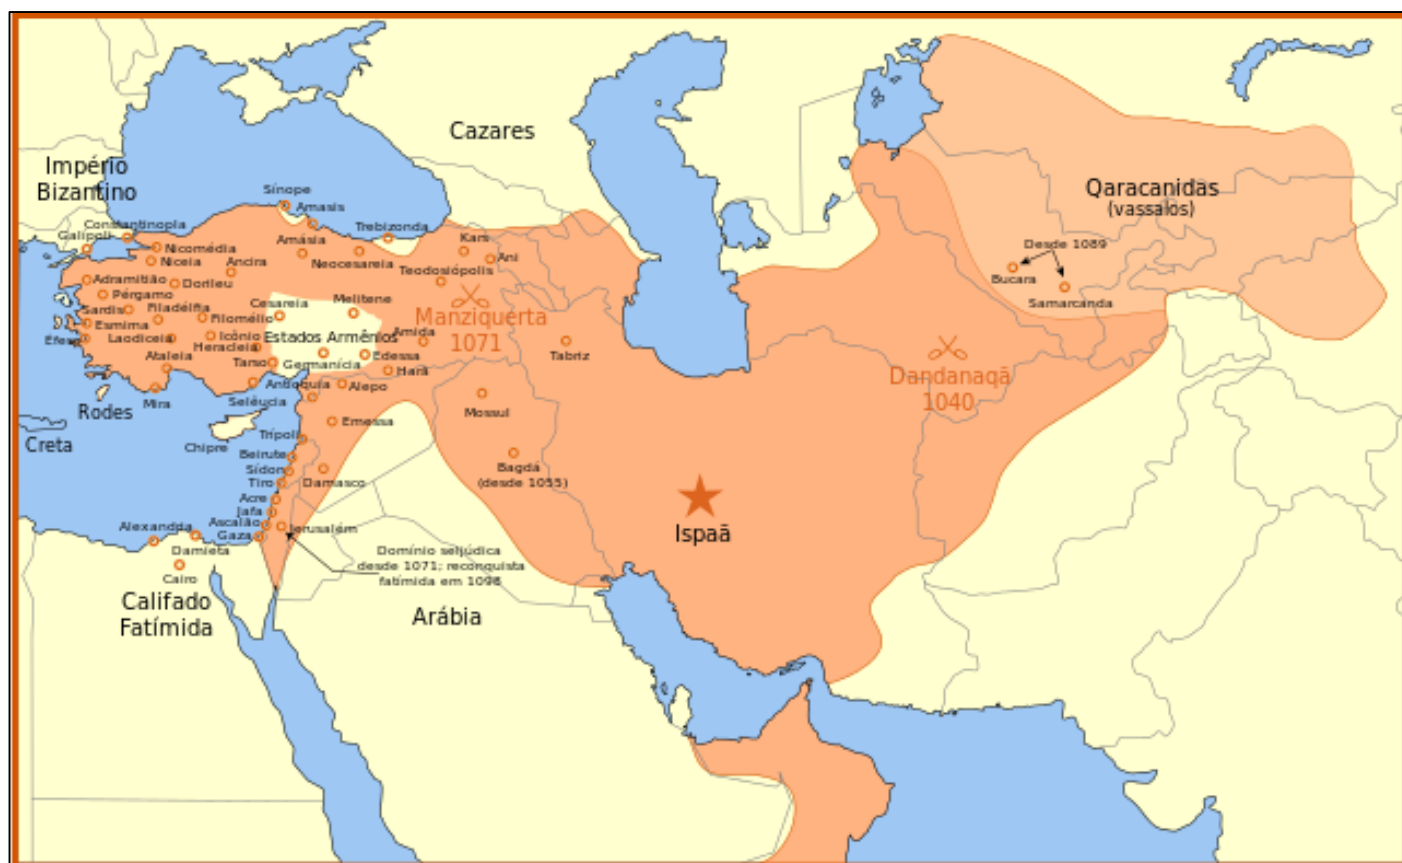 Cazares
Império
Bizantino
Qaracanidas
(vassalos)
Desde 1089
Bucara
Samarcanda
Sínope
Amasis
Constantinopla
Galípoli
Trebizonda
Nicomédia
Niceia
Amásia
Neocesareia
Kars
Ani
Ancira
Teodosiópolis
Adramitião
Dorileu
Pérgamo
Cesareia
Melitene
Sardis
Filadélfia
Filomélio
Manziquerta
1071
Esmirna
Amida
Icônio
Estados Armênios
Efeso
Laodiceia
Heracleia
Tabriz
Ataleia
Tarso
Germanícia
Edessa
Hará
Dandanaqã
1040
Antioquia
Alepo
Selêucia
Mira
Rodes
Mossul
Emessa
Creta
Chipre
Trípoli
Beirute
Sídon
Bagdá
(desde 1055)
Tiro
Damasco
Acre
Jafa
Ascalão
Jerusalém
Alexandria
Gaza
Ispaã
Damieta
Domínio seljúdica
desde 1071; reconquista
fatímida em 1098
Cairo
Califado
Fatímida
Arábia